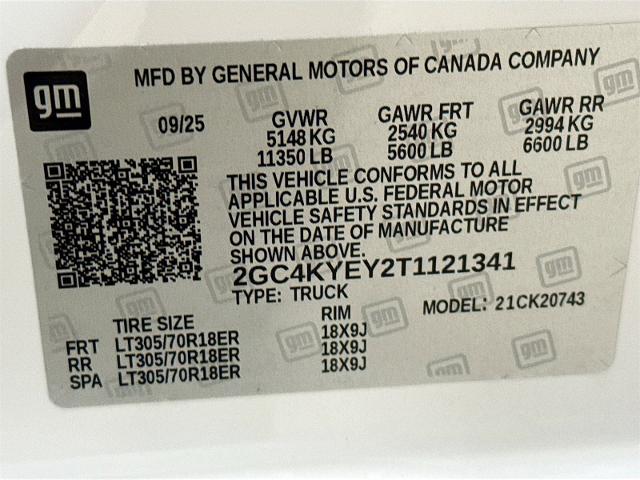 gm
MFD BY GENERAL MOTORS OF CANADA COMPANY
09/25 GVWR GAWR FRT GAWR RR
5148 KG 2540 KG 2994 KG
11350 LB 5600 LB 6600 LB
THIS VEHICLE CONFORMS TO ALL
APPLICABLE U.S. FEDERAL MOTOR
VEHICLE SAFETY STANDARDS IN EFFECT
ON THE DATE OF MANUFACTURE
SHOWN ABOVE.
2GC4KYEY2T1121341
TYPE: TRUCK MODEL: 21CK20743
TIRE SIZE RIM
FRT LT305/70R18ER 18X9J
RR LT305/70R18ER 18X9J
SPA LT305/70R18ER 18X9J